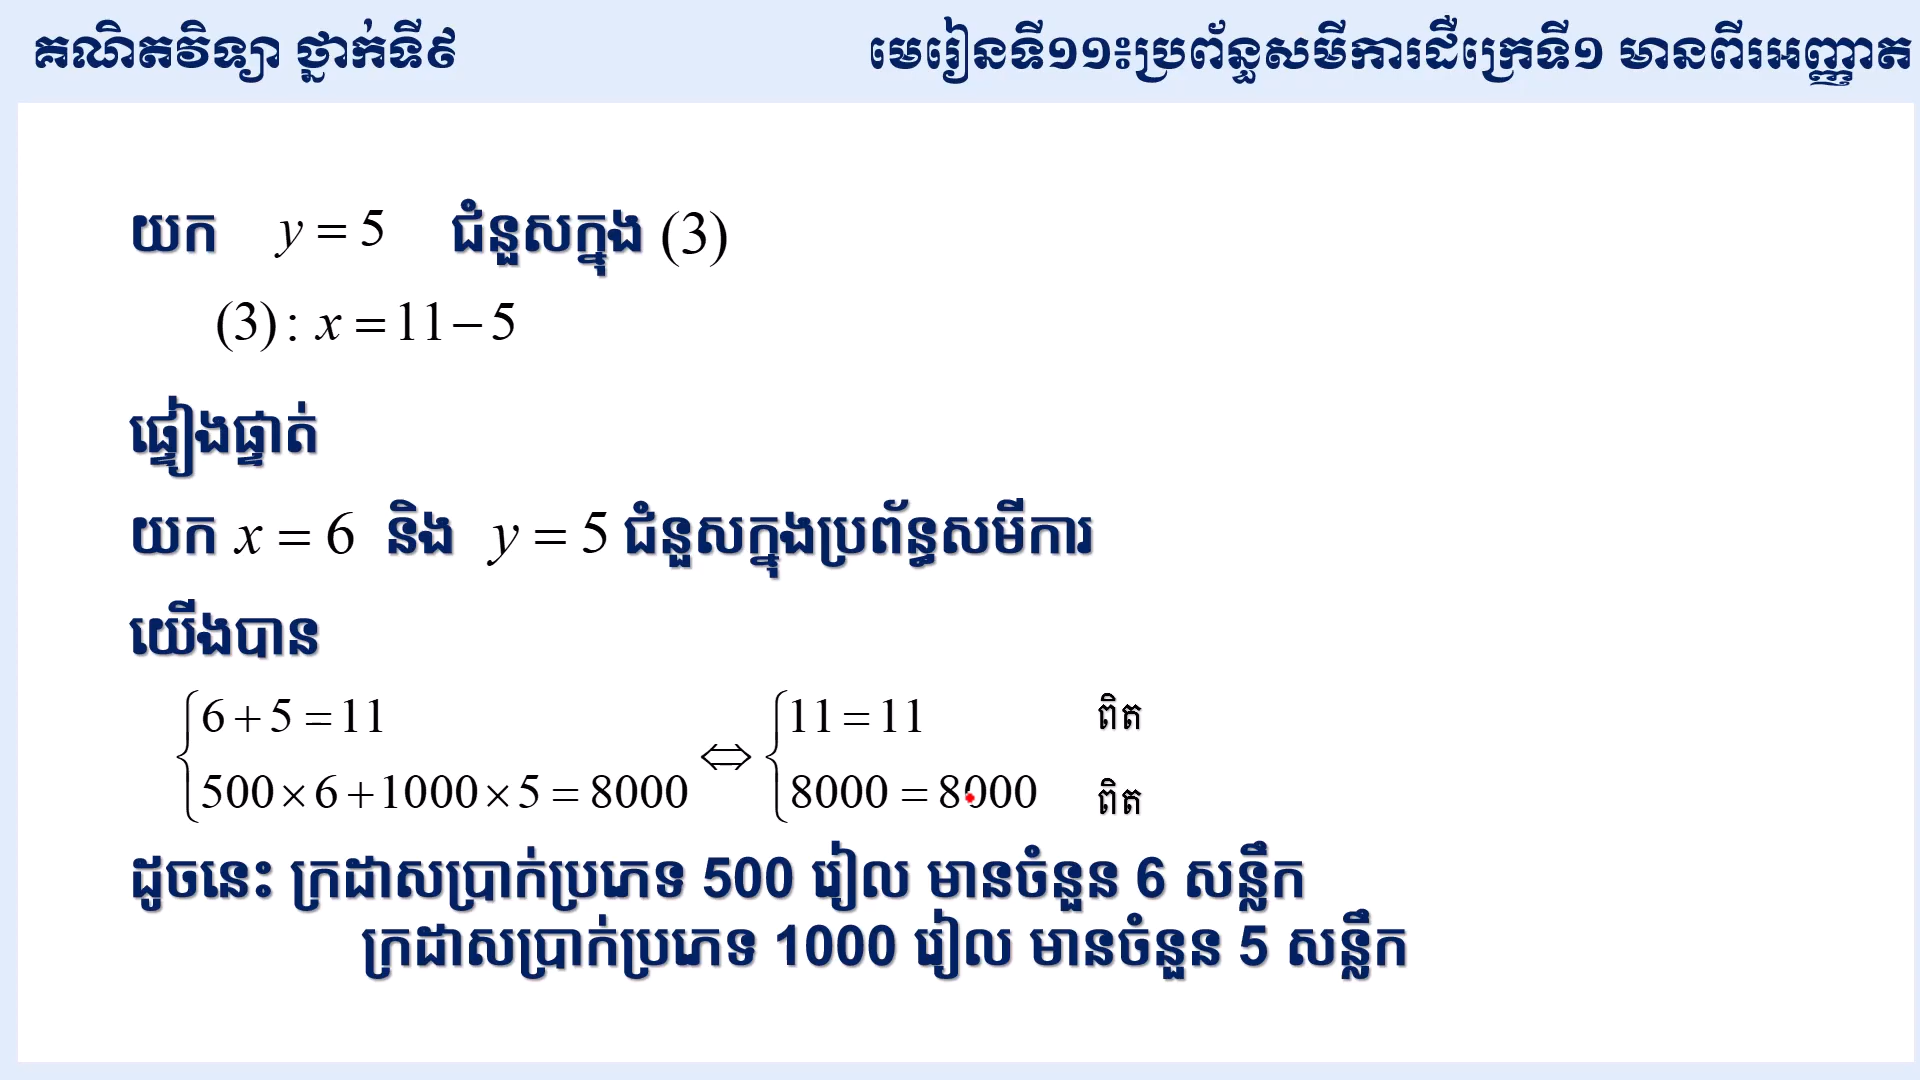 គណិតវិទ្យា ថ្នាក់ទី៩
មេរៀនទី១១៖ប្រព័ន្ធសមីការដឺក្រេទី១ មានពីរអញ្ញាត
យក y = 5 ជំនួសក្នុង (3)
(3): x = 11 − 5
ផ្ទៀងផ្ទាត់
យក x = 6 និង y = 5 ជំនួសក្នុងប្រព័ន្ធសមីការ
យើងបាន
6 + 5 = 11 ⇔ 11 = 11 ពិត
500 × 6 + 1000 × 5 = 8000 8000 = 8000 ពិត
ដូចនេះ ក្រដាសប្រាក់ប្រភេទ 500 រៀល មានចំនួន 6 សន្លឹក
ក្រដាសប្រាក់ប្រភេទ 1000 រៀល មានចំនួន 5 សន្លឹក